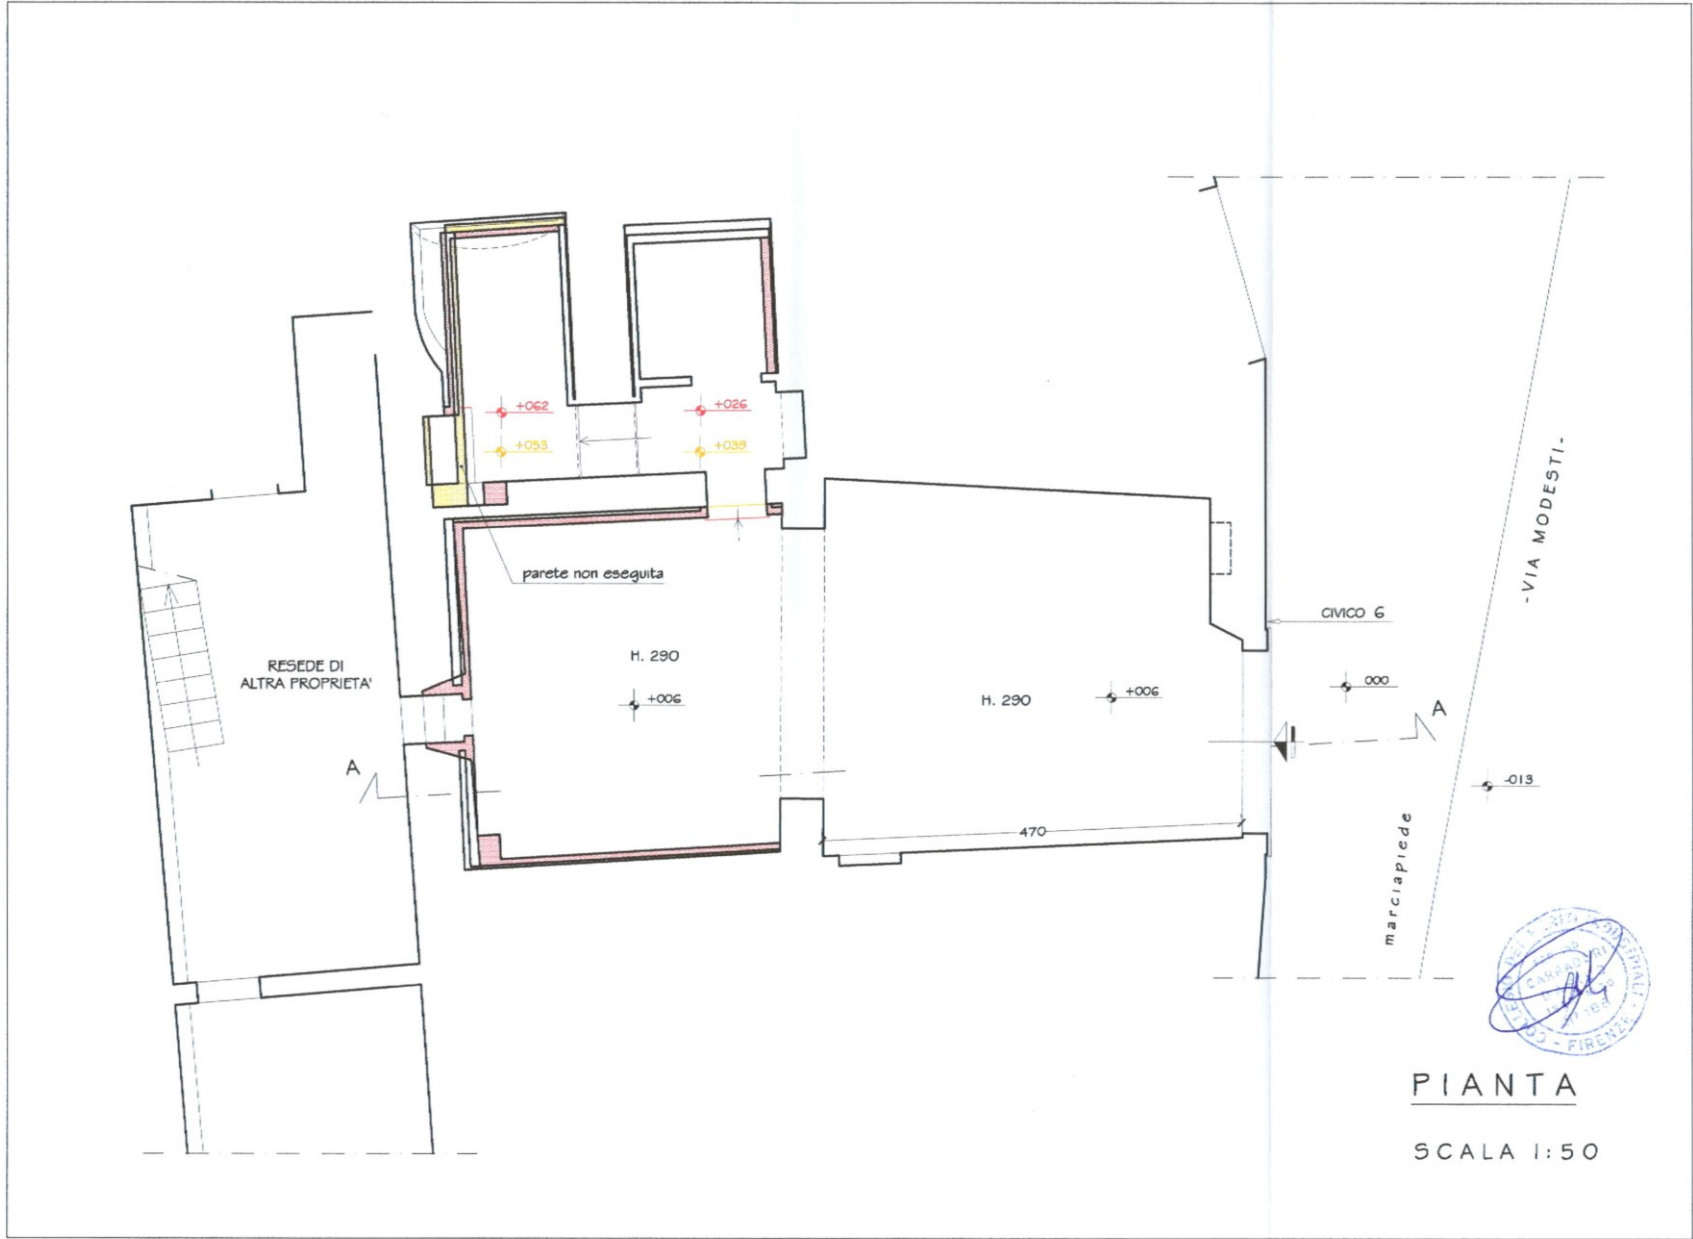 +062
+026
+053
+039
-VIA MODESTI-
parete non eseguita
CIVICO 6
RESEDE DI
ALTRA PROPRIETA'
H. 290
+006
H. 290
+006
000
A
A
-013
470
marciapiede
FIRENZE
PIANTA
SCALA 1:50